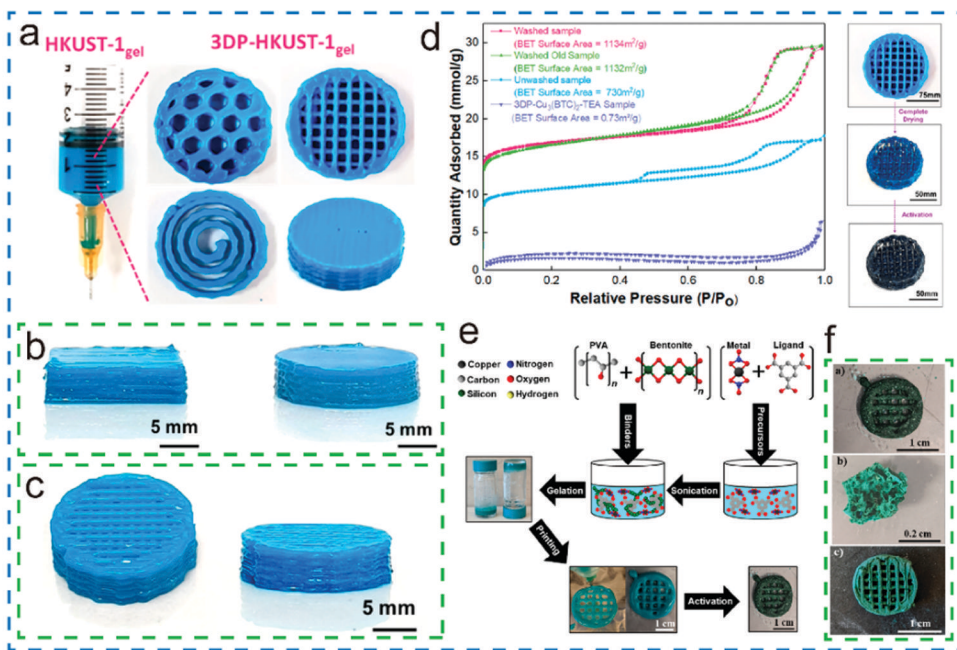 a
HKUST-1gel
3DP-HKUST-1gel
4
3
b
5 mm
5 mm
c
5 mm
d
Quantity Adsorbed (mmol/g)
30
25
20
15
10
5
0
0.0
0.2
0.4
0.6
0.8
1.0
Relative Pressure (P/Po)
Washed sample
(BET Surface Area = 1134m²/g)
Washed Old Sample
(BET Surface Area = 1132m²/g)
Unwashed sample
(BET Surface Area = 730m²/g)
3DP-Cu₃(BTC)₂-TEA Sample
(BET Surface Area = 0.73m²/g)
75mm
Complete
Drying
50mm
Activation
50mm
e
Copper
Nitrogen
Carbon
Oxygen
Silicon
Hydrogen
PVA
n
+
Bentonite
n
Metal
+
Ligand
Binders
Precursors
Gelation
Sonication
Printing
1 cm
Activation
1 cm
f
a)
1 cm
b)
0.2 cm
c)
1 cm